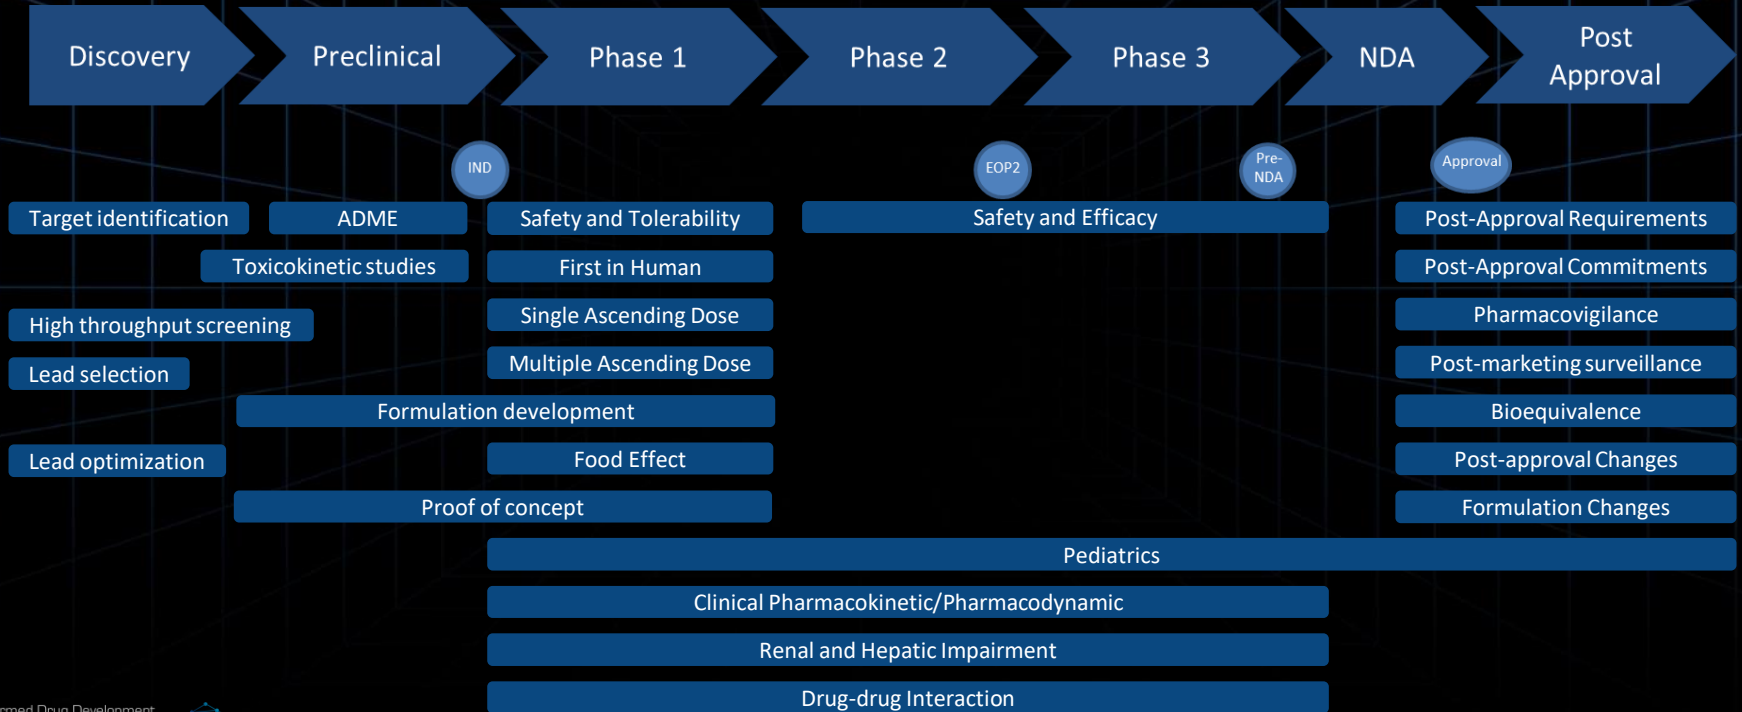 Discovery
Preclinical
Phase 1
Phase 2
Phase 3
NDA
Post
Approval
IND
EOP2
Pre-
NDA
Approval
Target identification
ADME
Safety and Tolerability
Safety and Efficacy
Post-Approval Requirements
Toxicokinetic studies
First in Human
Post-Approval Commitments
High throughput screening
Single Ascending Dose
Pharmacovigilance
Lead selection
Multiple Ascending Dose
Post-marketing surveillance
Formulation development
Bioequivalence
Lead optimization
Food Effect
Post-approval Changes
Proof of concept
Formulation Changes
Pediatrics
Clinical Pharmacokinetic/Pharmacodynamic
Renal and Hepatic Impairment
Drug-drug Interaction
Drug Development